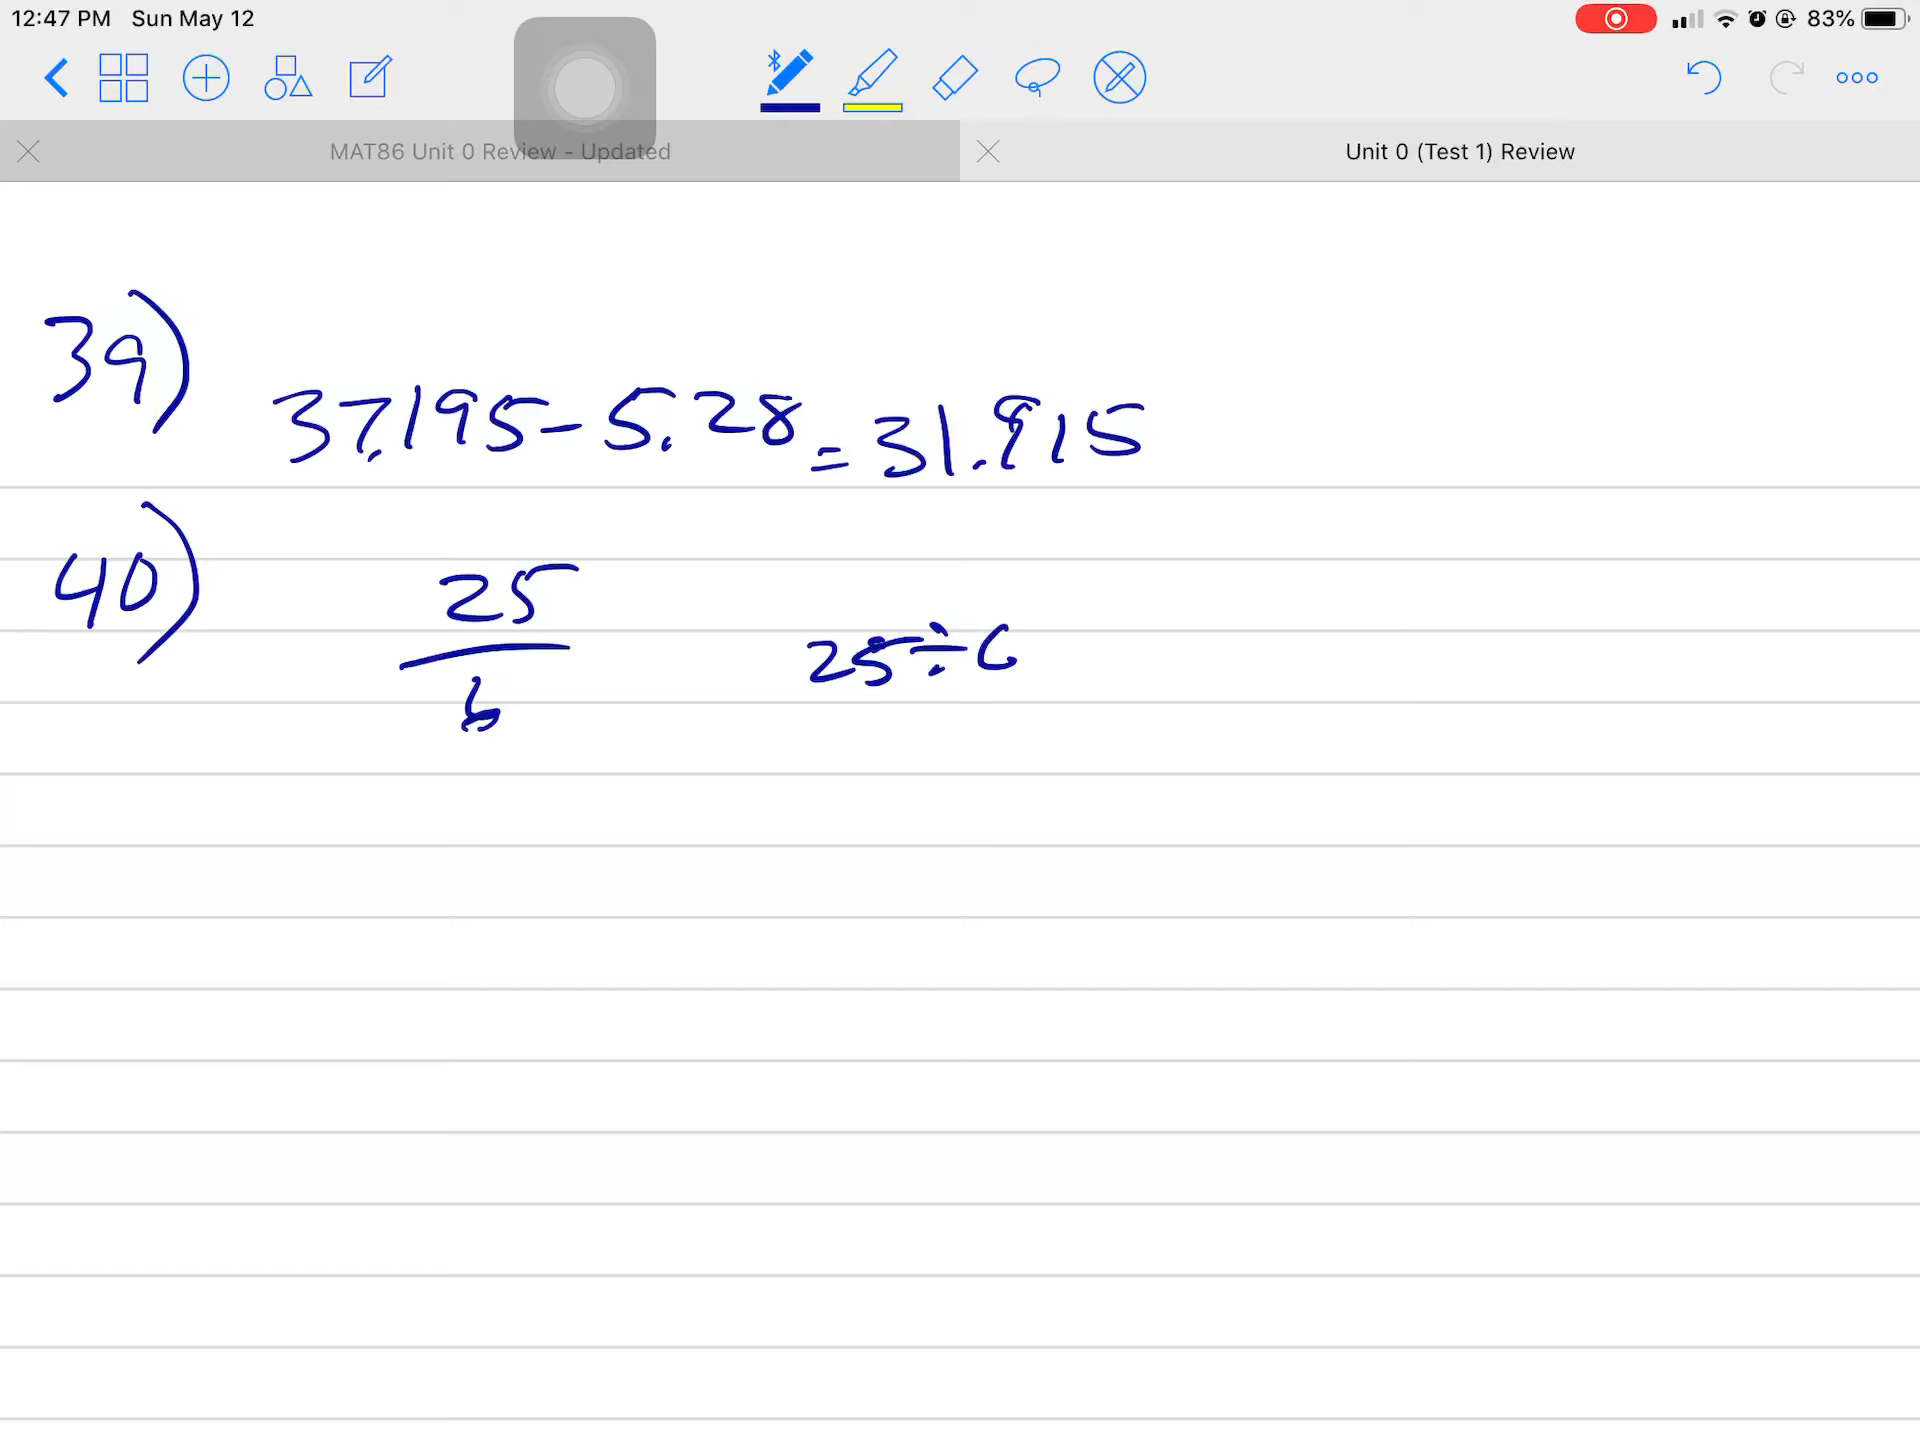 12:47 PM Sun May 12 83%
MAT86 Unit 0 Review - Updated
Unit 0 (Test 1) Review
39) 37.195 - 5.28 = 31.915
40) 25/6 25 ÷ 6